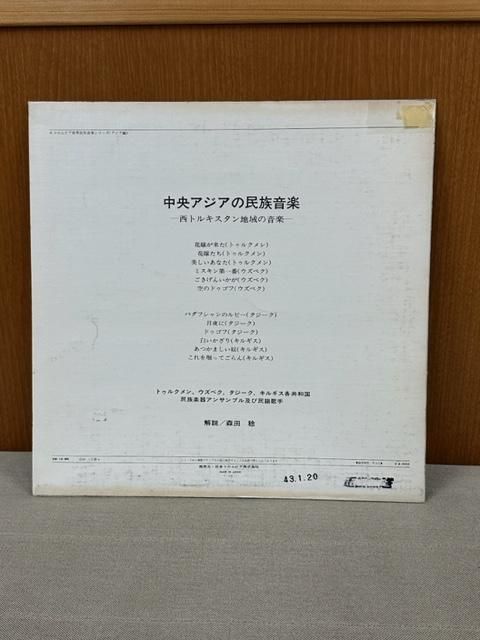 中央アジアの民族音楽
―西トルキスタン地域の音楽―
花嫁が来た(トゥルクメン)
花嫁たち(トゥルクメン)
美しいあなた(トゥルクメン)
ミスキン第一番(ウズベク)
ごきげんいかが(ウズベク)
空のドゥゴフ(ウズベク)
バダフシャンのルビー(タジーク)
月夜に(タジーク)
ドゥゴフ(タジーク)
白いかざり(キルギス)
あつかましい奴(キルギス)
これを唄ってごらん(キルギス)
トゥルクメン、ウズベク、タジーク、キルギス各共和国
民族楽器アンサンブル及び民謡歌手
解説/森田 稔
43.1.20